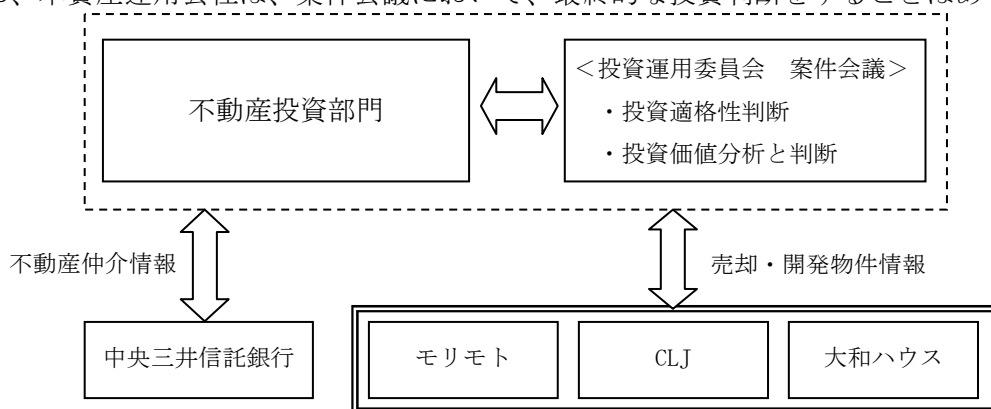 、本資産運用会社は、案件会議において、最終的な投資判断をすることはあ
不動産投資部門
＜投資運用委員会　案件会議＞
・投資適格性判断
・投資価値分析と判断
不動産仲介情報
売却・開発物件情報
中央三井信託銀行
モリモト
CLJ
大和ハウス